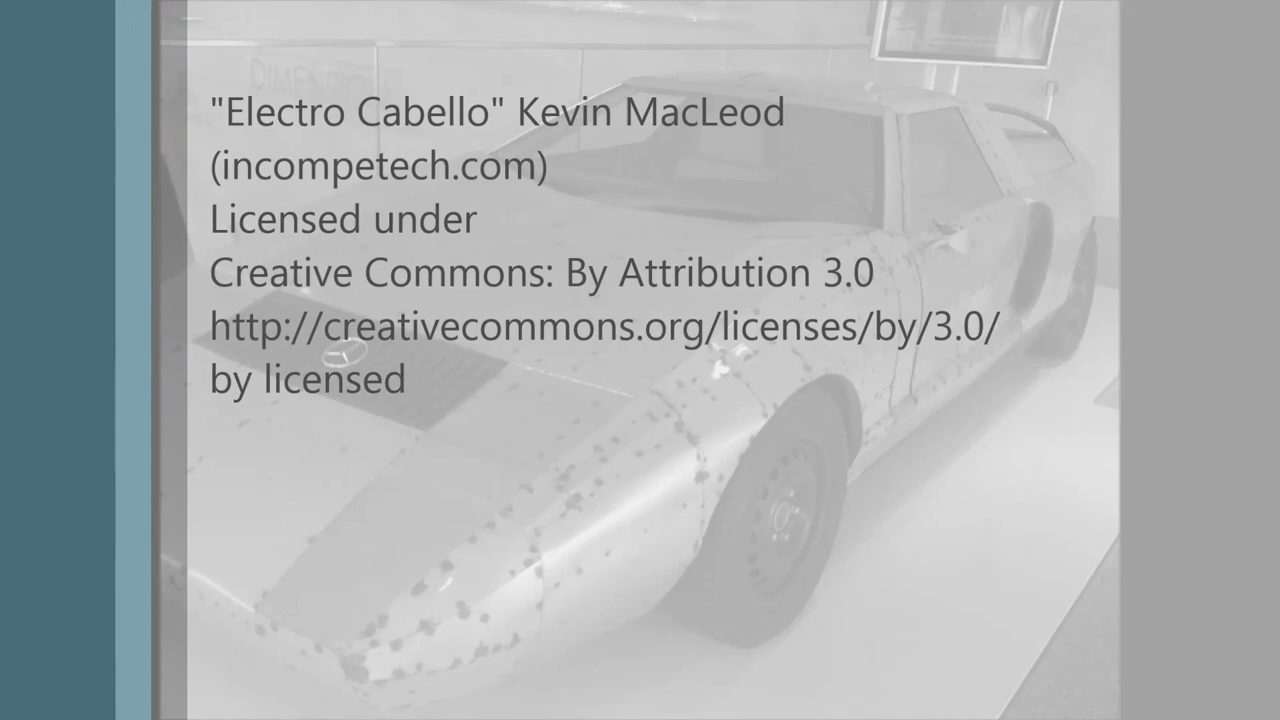 "Electro Cabello" Kevin MacLeod
(incompetech.com)
Licensed under
Creative Commons: By Attribution 3.0
http://creativecommons.org/licenses/by/3.0/
by licensed